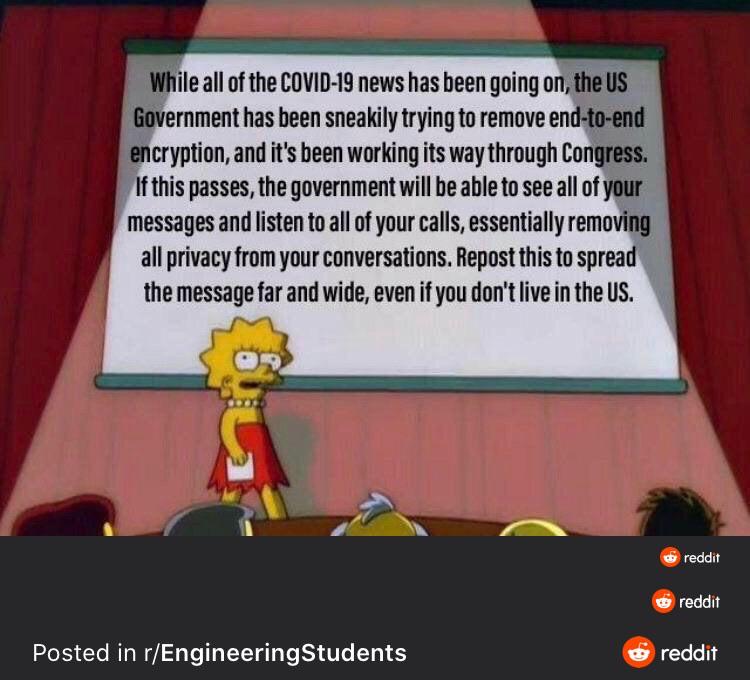 While all of the COVID-19 news has been going on, the US
Government has been sneakily trying to remove end-to-end
encryption, and it's been working its way through Congress.
If this passes, the government will be able to see all of your
messages and listen to all of your calls, essentially removing
all privacy from your conversations. Repost this to spread
the message far and wide, even if you don't live in the US.
reddit
reddit
Posted in r/EngineeringStudents reddit